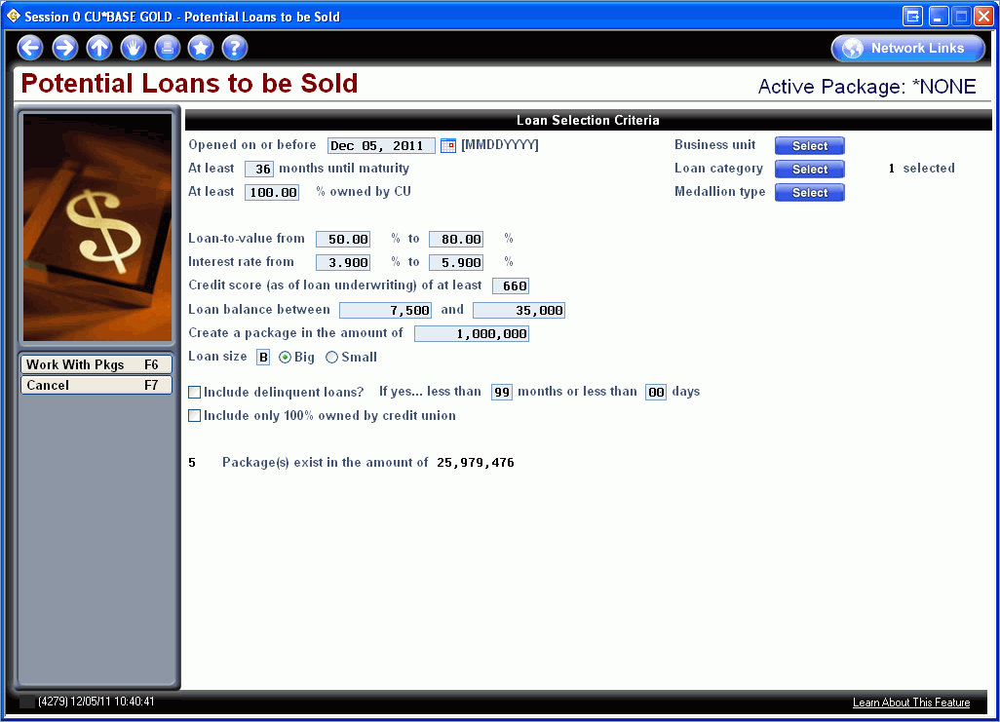 Session 0 CU*BASE GOLD - Potential Loans to be Sold
Network Links
Potential Loans to be Sold
Active Package: *NONE
Loan Selection Criteria
Opened on or before Dec 05, 2011 [MMDDYYYY] Business unit Select
At least 36 months until maturity Loan category Select 1 selected
At least 100.00 % owned by CU Medallion type Select
Loan-to-value from 50.00 % to 80.00 %
Interest rate from 3.900 % to 5.900 %
Credit score (as of loan underwriting) of at least 660
Loan balance between 7,500 and 35,000
Create a package in the amount of 1,000,000
Loan size B Big Small
Work With Pkgs F6
Cancel F7
Include delinquent loans? If yes... less than 99 months or less than 00 days
Include only 100% owned by credit union
5 Package(s) exist in the amount of 25,979,476
(4279) 12/05/11 10:40:41
Learn About This Feature